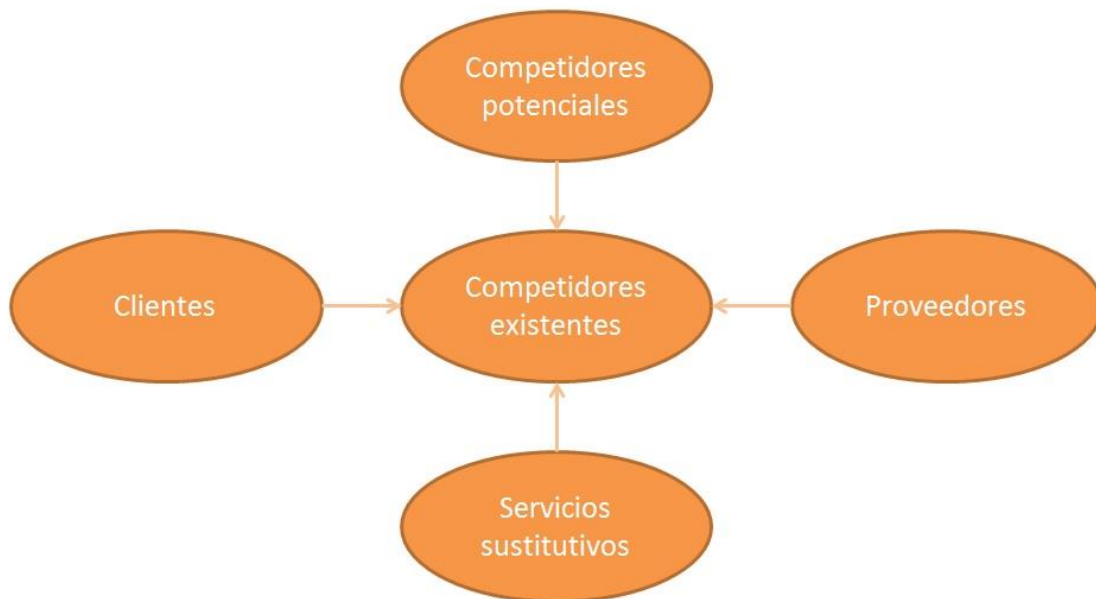 Competidores
potenciales
Clientes
Competidores
existentes
Proveedores
Servicios
sustitutivos